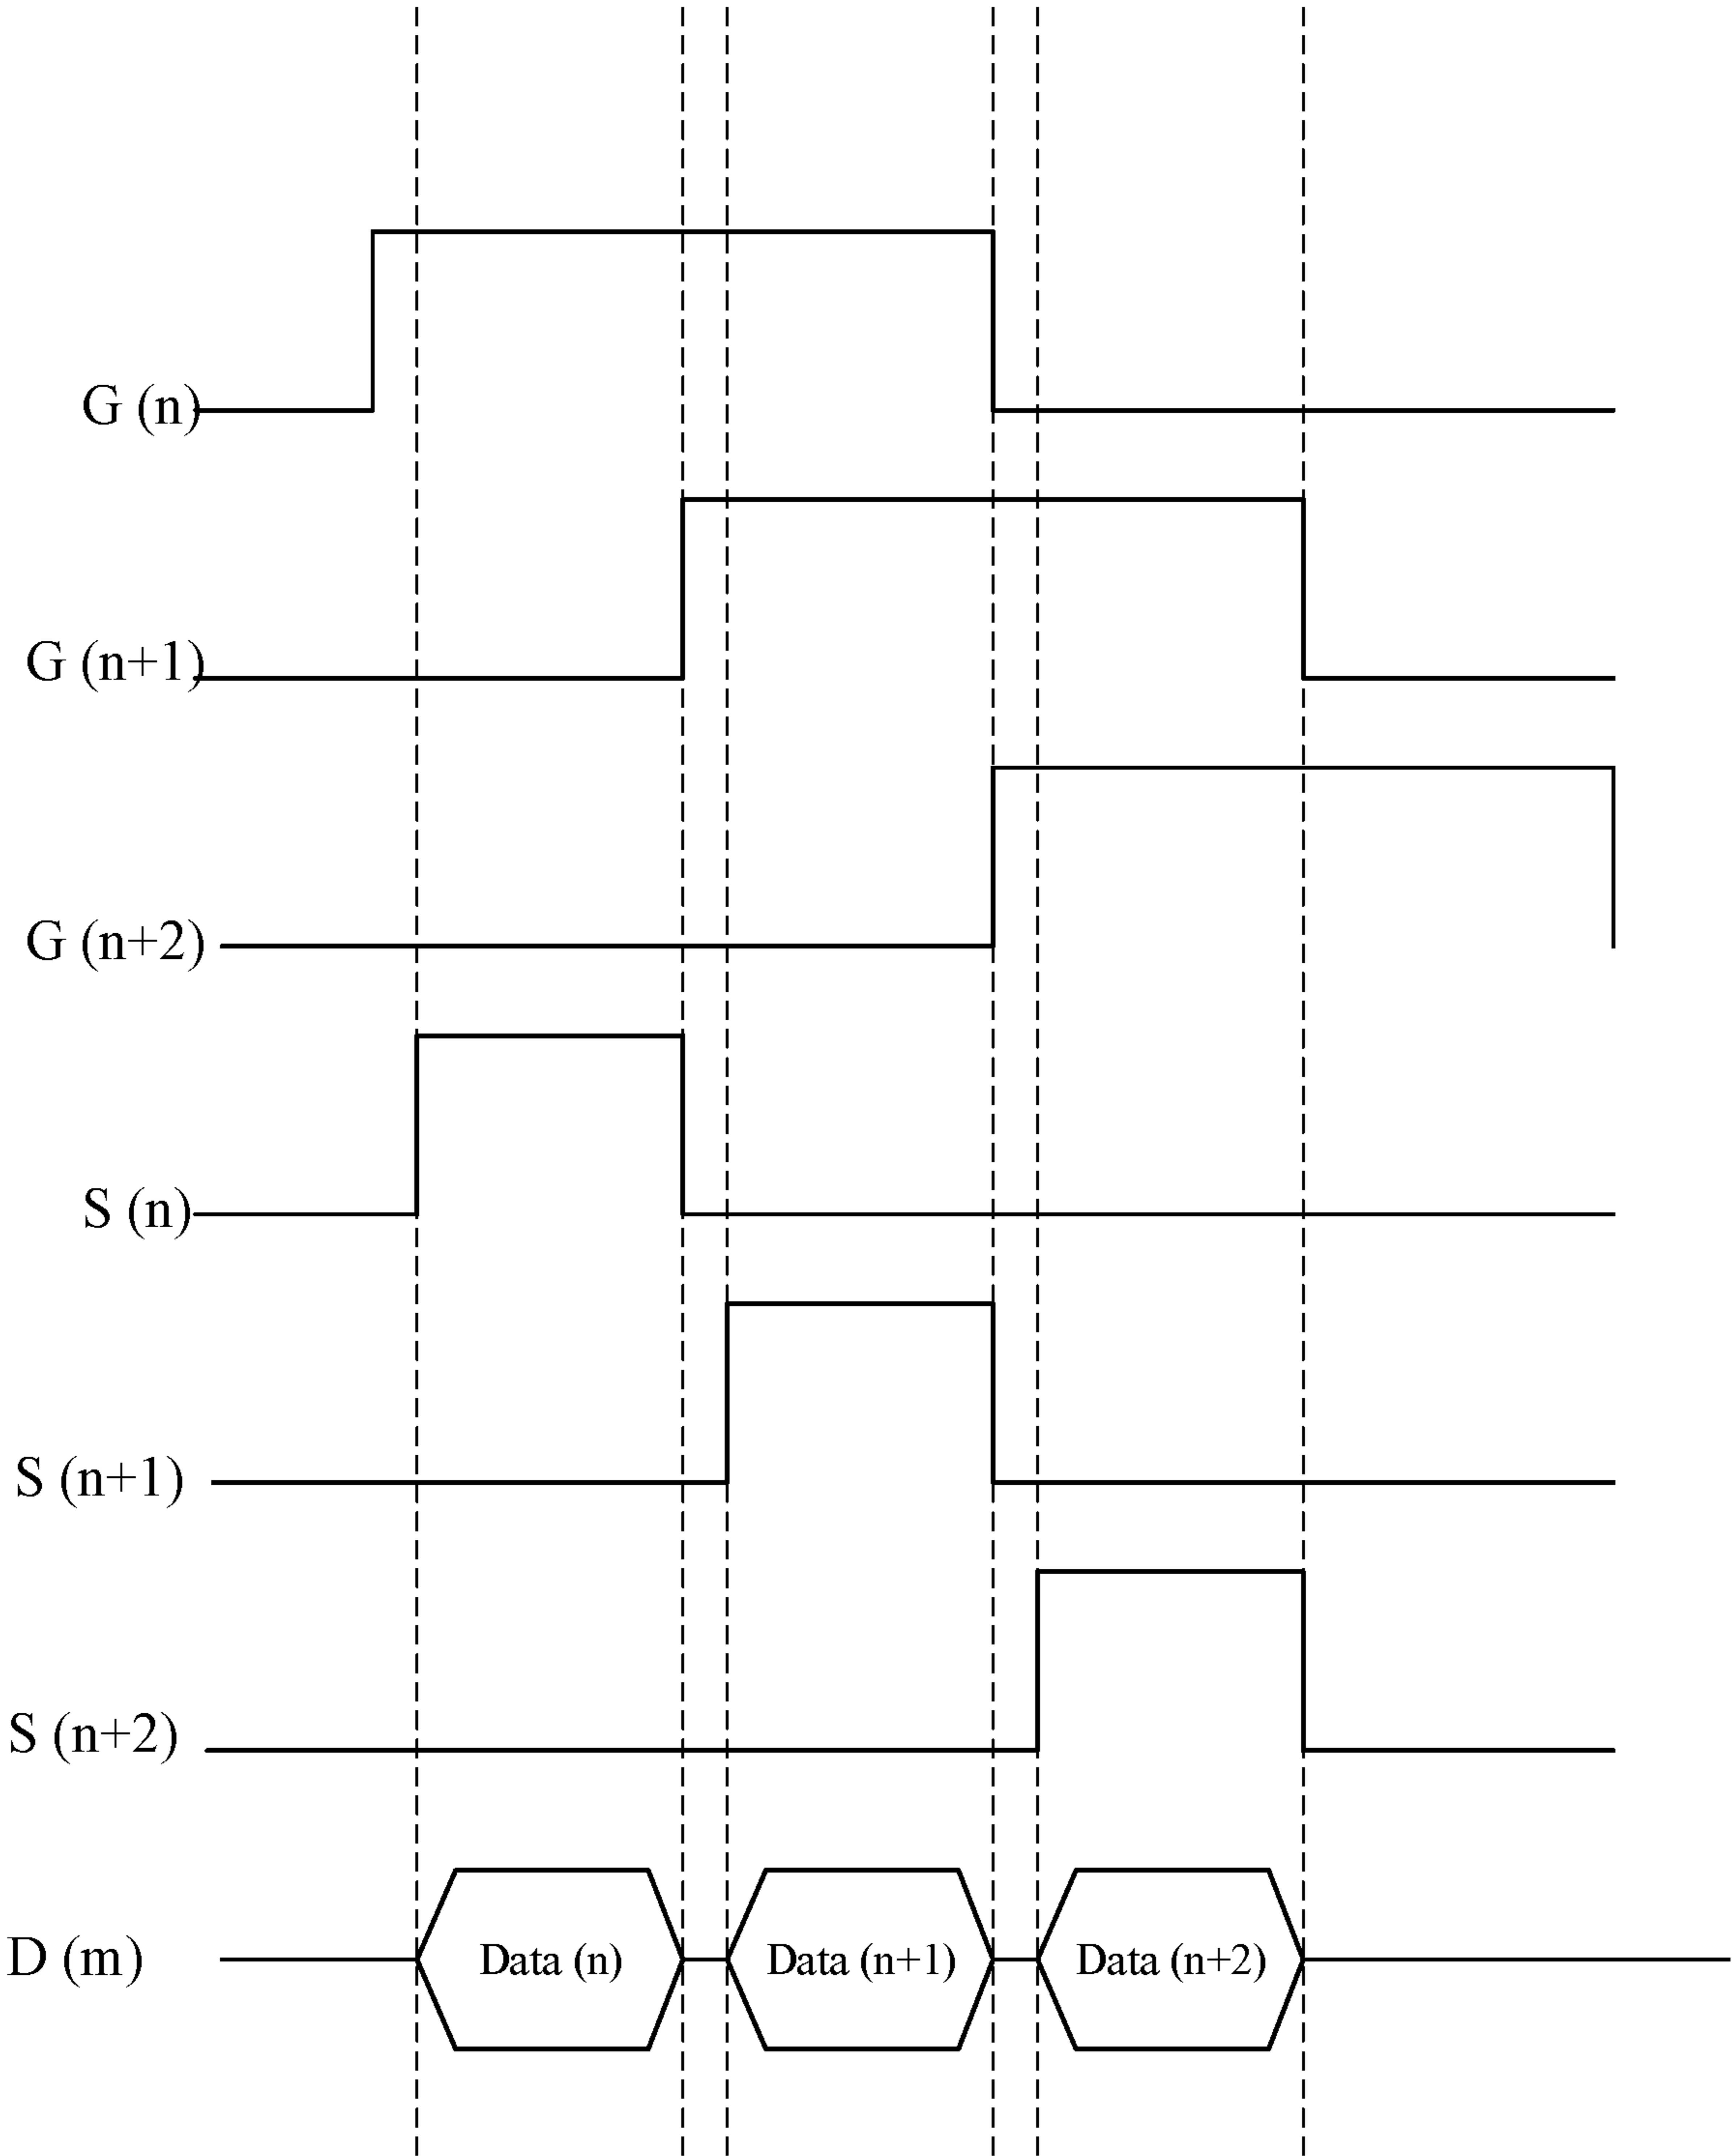 G (n)
G (n+1)
G (n+2)
S (n)
S (n+1)
S (n+2)
D (m)
Data (n)
Data (n+1)
Data (n+2)